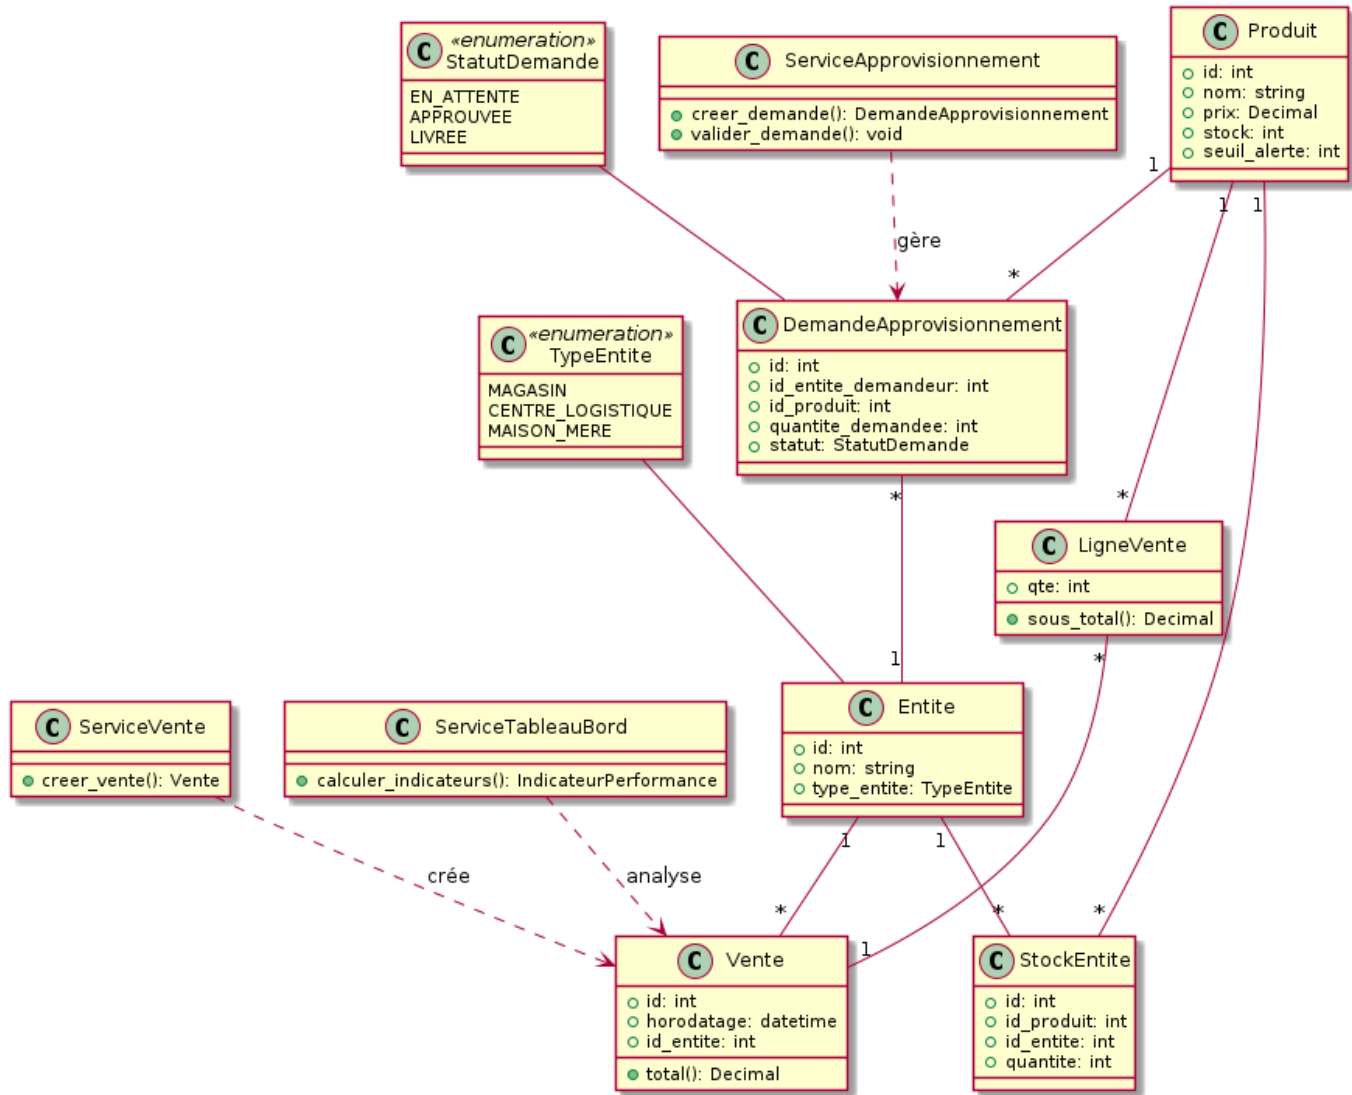 C
«enumeration»
StatutDemande
EN_ATTENTE
APPROUVEE
LIVREE
C ServiceApprovisionnement
creer_demande(): DemandeApprovisionnement
valider_demande(): void
C Produit
id: int
nom: string
prix: Decimal
stock: int
seuil_alerte: int
1
1
1
gère
*
C DemandeApprovisionnement
id: int
id_entite_demandeur: int
id_produit: int
quantite_demandee: int
statut: StatutDemande
C
«enumeration»
TypeEntite
MAGASIN
CENTRE_LOGISTIQUE
MAISON_MERE
*
*
C LigneVente
qte: int
sous_total(): Decimal
1
*
C ServiceVente
creer_vente(): Vente
C ServiceTableauBord
calculer_indicateurs(): IndicateurPerformance
C Entite
id: int
nom: string
type_entite: TypeEntite
1
1
crée
analyse
*
*
*
1
C Vente
id: int
horodatage: datetime
id_entite: int
total(): Decimal
C StockEntite
id: int
id_produit: int
id_entite: int
quantite: int